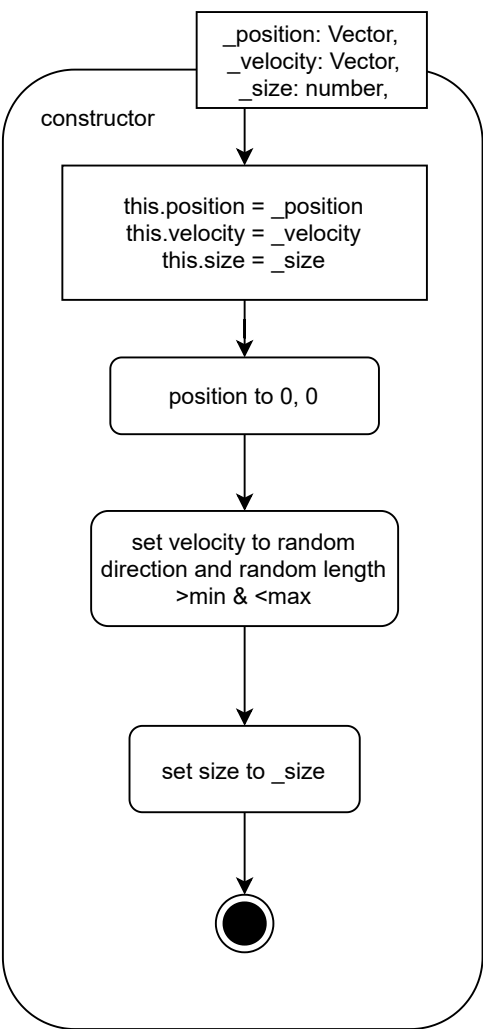 _position: Vector,
_velocity: Vector,
_size: number,
constructor
this.position = _position
this.velocity = _velocity
this.size = _size
position to 0, 0
set velocity to random
direction and random length
>min & <max
set size to _size